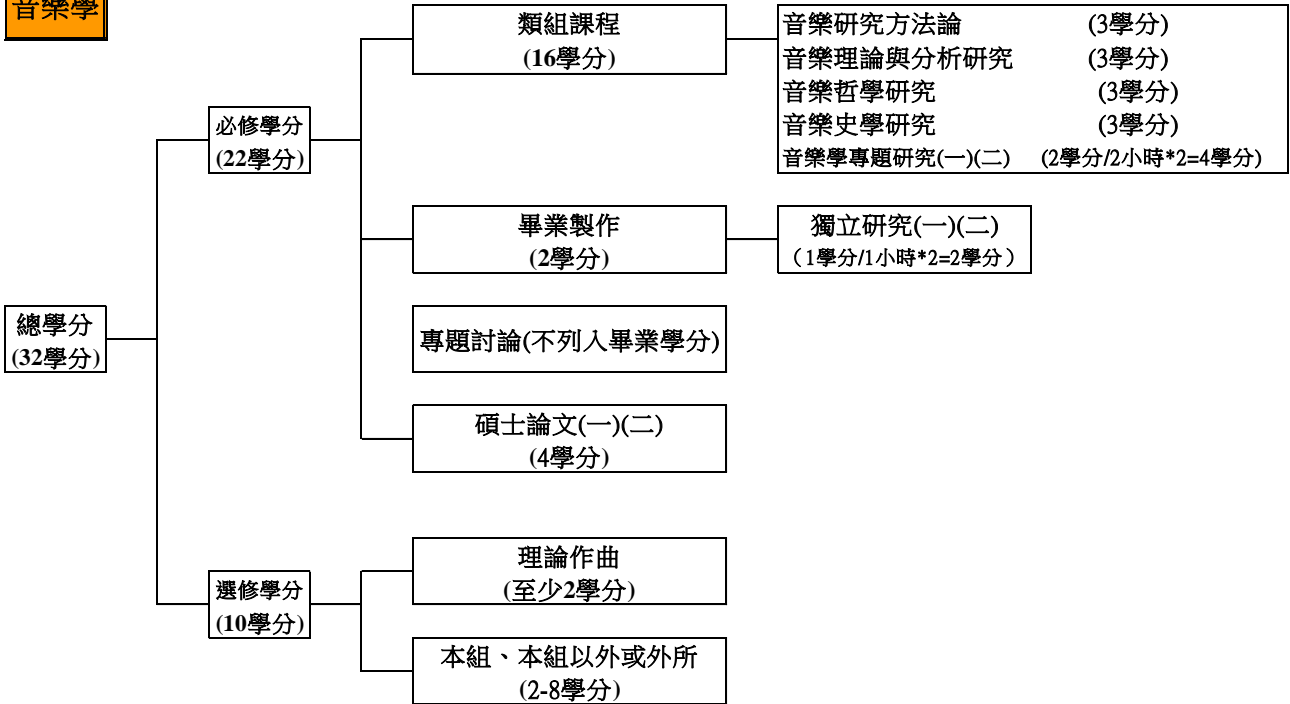 音樂學
類組課程
(16學分)
音樂研究方法論 (3學分)
音樂理論與分析研究 (3學分)
音樂哲學研究 (3學分)
音樂史學研究 (3學分)
音樂學專題研究(一)(二) (2學分/2小時*2=4學分)
必修學分
(22學分)
畢業製作
(2學分)
獨立研究(一)(二)
（1學分/1小時*2=2學分）
總學分
(32學分)
專題討論(不列入畢業學分)
碩士論文(一)(二)
(4學分)
選修學分
(10學分)
理論作曲
(至少2學分)
本組、本組以外或外所
(2-8學分)